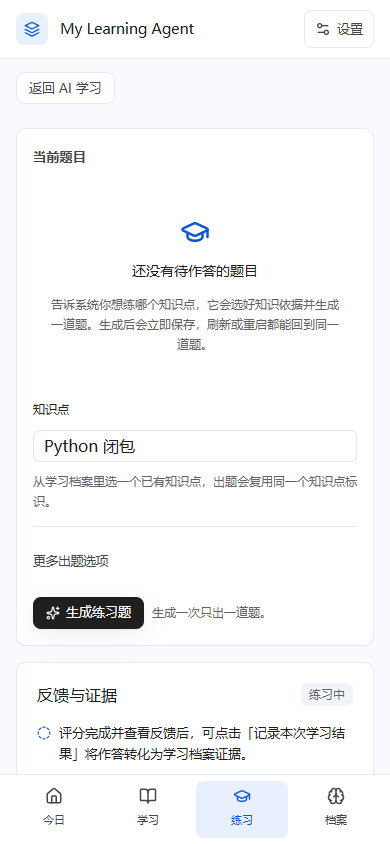 My Learning Agent
设置
返回 AI 学习
当前题目
还没有待作答的题目
告诉系统你想练哪个知识点，它会选好知识依据并生成
一道题。生成后会立即保存，刷新或重启都能回到同一
道题。
知识点
Python 闭包
从学习档案里选一个已有知识点，出题会复用同一个知识点标
识。
更多出题选项
生成练习题
生成一次只出一道题。
反馈与证据
练习中
评分完成并查看反馈后，可点击「记录本次学习结
果」将作答转化为学习档案证据。
今日
学习
练习
档案